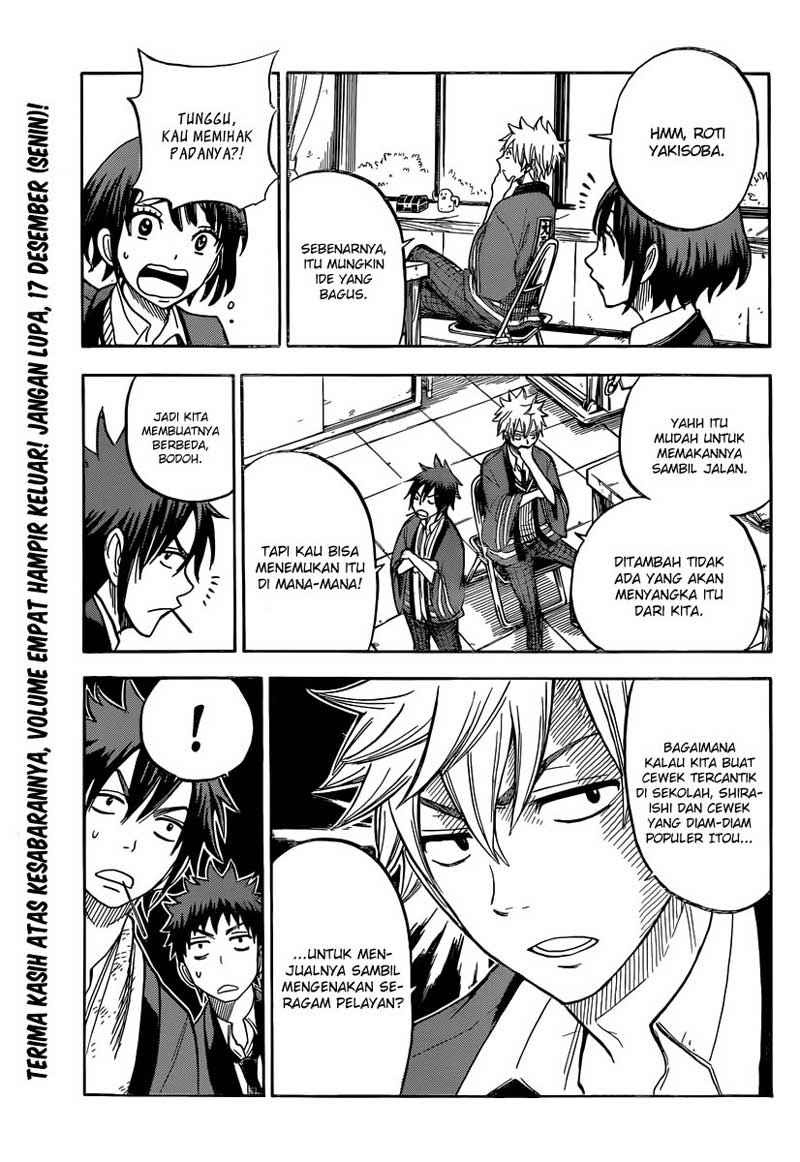 HMM, ROTI
YAKISOBA.
SEBENARNYA,
ITU MUNGKIN
IDE YANG
BAGUS.
TUNGGU,
KAU MEMIHAK
PADANYA?!
YAHH ITU
MUDAH UNTUK
MEMAKANNYA
SAMBIL JALAN.
DITAMBAH TIDAK
ADA YANG AKAN
MENYANGKA ITU
DARI KITA.
TAPI KAU BISA
MENEMUKAN ITU
DI MANA-MANA!
JADI KITA
MEMBUATNYA
BERBEDA,
BODOH.
BAGAIMANA
KALAU KITA BUAT
CEWEK TERCANTIK
DI SEKOLAH, SHIRA-
ISHI DAN CEWEK
YANG DIAM-DIAM
POPULER ITOU...
...UNTUK MEN-
JUALNYA SAMBIL
MENGENAKAN SE-
RAGAM PELAYAN?
!
TERIMA KASIH ATAS KESABARANNYA, VOLUME EMPAT HAMPIR KELUAR! JANGAN LUPA, 17 DESEMBER (SENIN)!